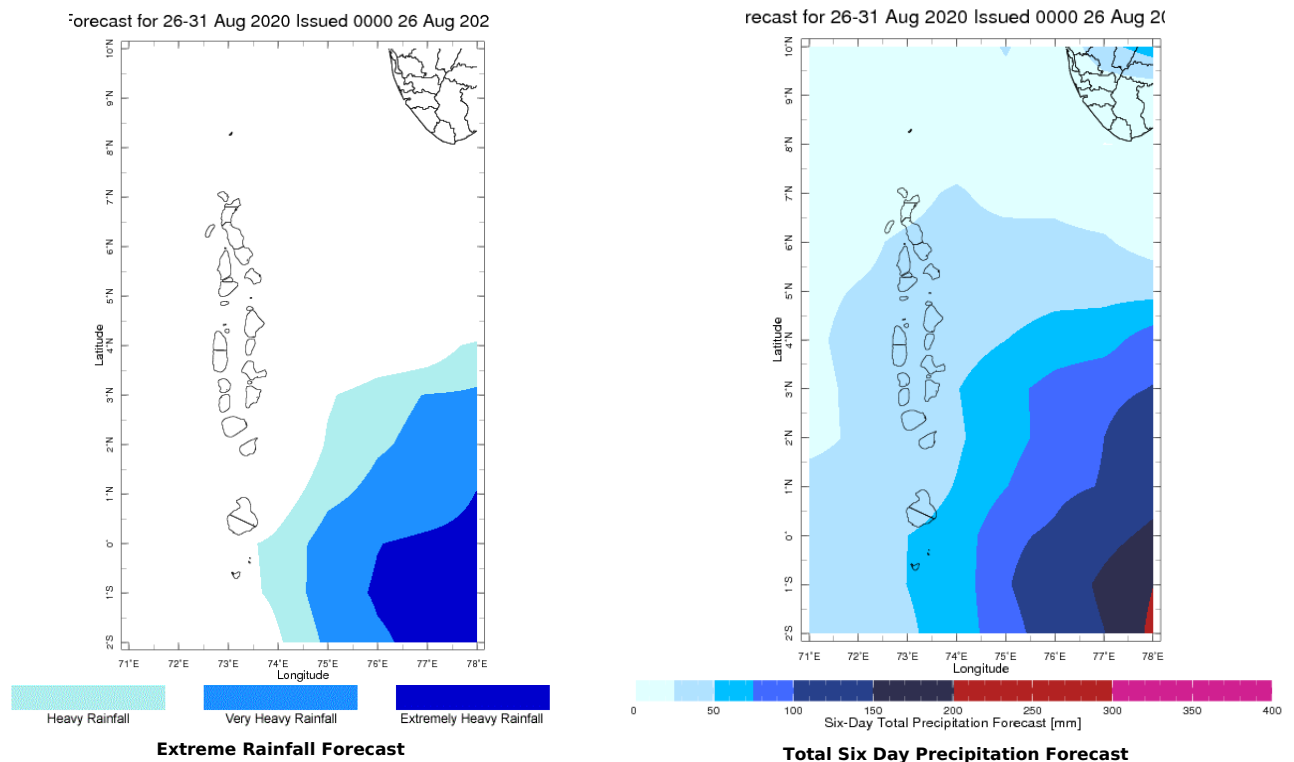 Forecast for 26-31 Aug 2020 Issued 0000 26 Aug 202
10°N
9°N
8°N
7°N
6°N
5°N
4°N
3°N
2°N
1°N
0°
1°S
2°S
Latitude
71°E 72°E 73°E 74°E 75°E 76°E 77°E 78°E
Longitude
Heavy Rainfall Very Heavy Rainfall Extremely Heavy Rainfall
Extreme Rainfall Forecast
recast for 26-31 Aug 2020 Issued 0000 26 Aug 20
10°N
9°N
8°N
7°N
6°N
5°N
4°N
3°N
2°N
1°N
0°
1°S
2°S
Latitude
71°E 72°E 73°E 74°E 75°E 76°E 77°E 78°E
Longitude
0 50 100 150 200 250 300 350 400
Six-Day Total Precipitation Forecast [mm]
Total Six Day Precipitation Forecast